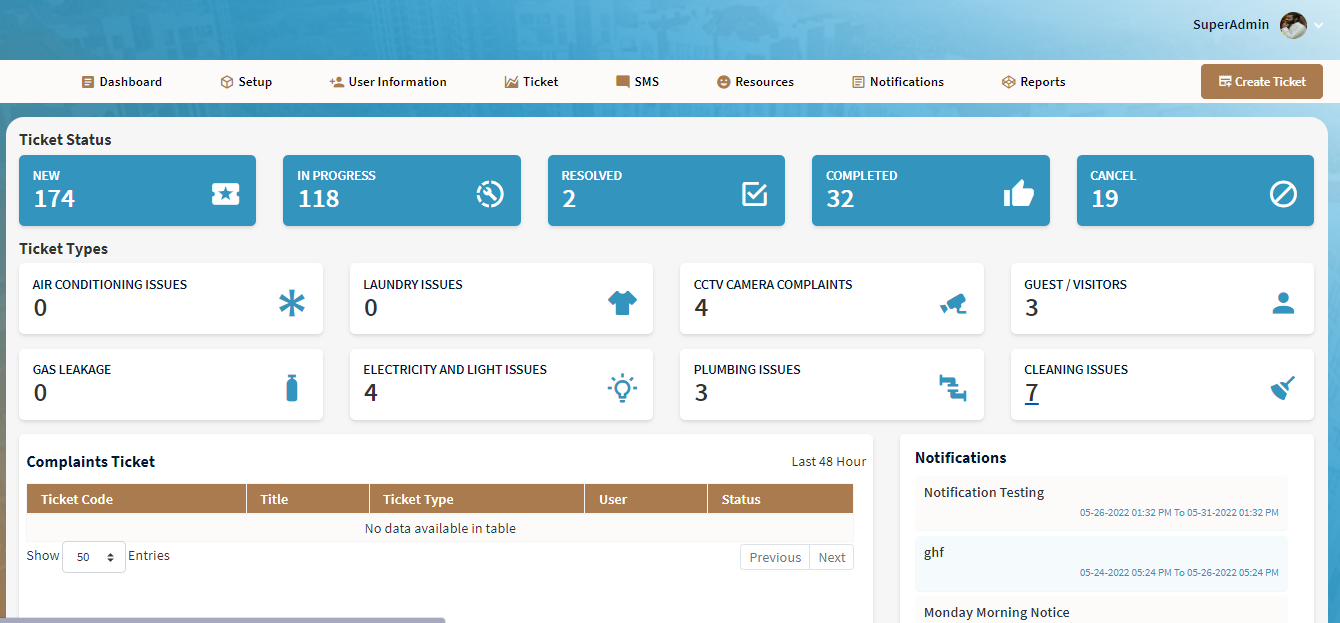 SuperAdmin
Dashboard Setup User Information Ticket SMS Resources Notifications Reports Create Ticket
Ticket Status
NEW
174
IN PROGRESS
118
RESOLVED
2
COMPLETED
32
CANCEL
19
Ticket Types
AIR CONDITIONING ISSUES
0
LAUNDRY ISSUES
0
CCTV CAMERA COMPLAINTS
4
GUEST / VISITORS
3
GAS LEAKAGE
0
ELECTRICITY AND LIGHT ISSUES
4
PLUMBING ISSUES
3
CLEANING ISSUES
7
Complaints Ticket
Last 48 Hour
Ticket Code Title Ticket Type User Status
No data available in table
Show 50 Entries
Previous Next
Notifications
Notification Testing
05-26-2022 01:32 PM To 05-31-2022 01:32 PM
ghf
05-24-2022 05:24 PM To 05-26-2022 05:24 PM
Monday Morning Notice